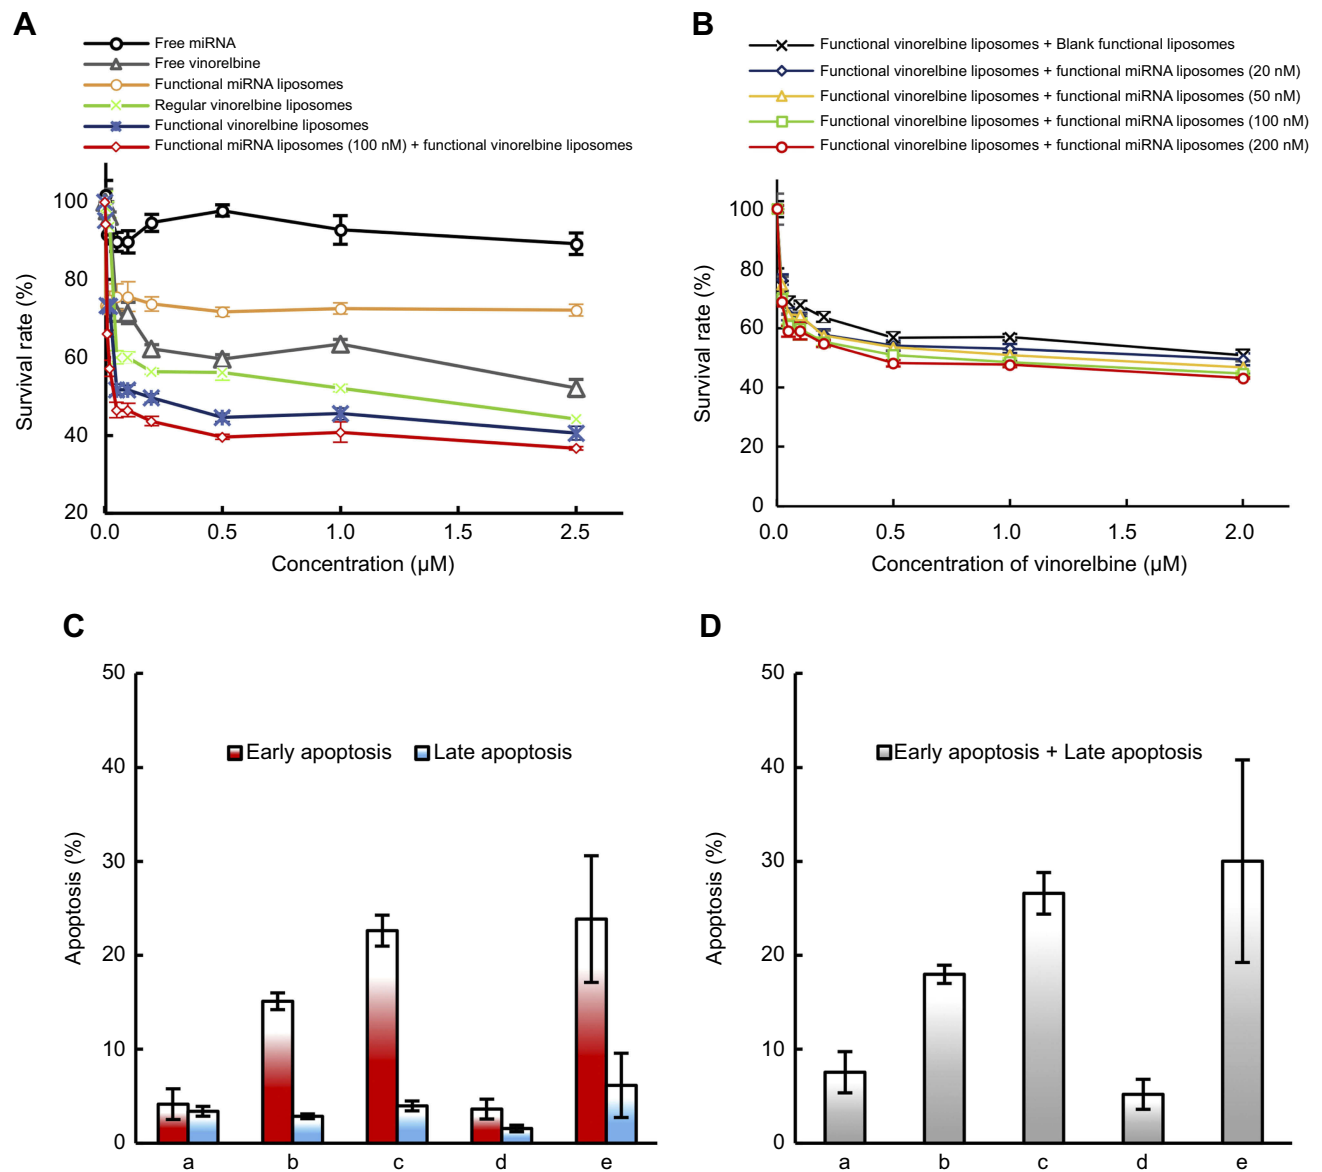 A
Free miRNA
Free vinorelbine
Functional miRNA liposomes
Regular vinorelbine liposomes
Functional vinorelbine liposomes
Functional miRNA liposomes (100 nM) + functional vinorelbine liposomes
100
80
60
40
20
Survival rate (%)
0.0 0.5 1.0 1.5 2.5
Concentration (µM)
B
Functional vinorelbine liposomes + Blank functional liposomes
Functional vinorelbine liposomes + functional miRNA liposomes (20 nM)
Functional vinorelbine liposomes + functional miRNA liposomes (50 nM)
Functional vinorelbine liposomes + functional miRNA liposomes (100 nM)
Functional vinorelbine liposomes + functional miRNA liposomes (200 nM)
100
80
60
40
20
0
Survival rate (%)
0.0 0.5 1.0 1.5 2.0
Concentration of vinorelbine (µM)
C
50
40
30
20
10
0
Apoptosis (%)
Early apoptosis Late apoptosis
a b c d e
D
50
40
30
20
10
0
Apoptosis (%)
Early apoptosis + Late apoptosis
a b c d e